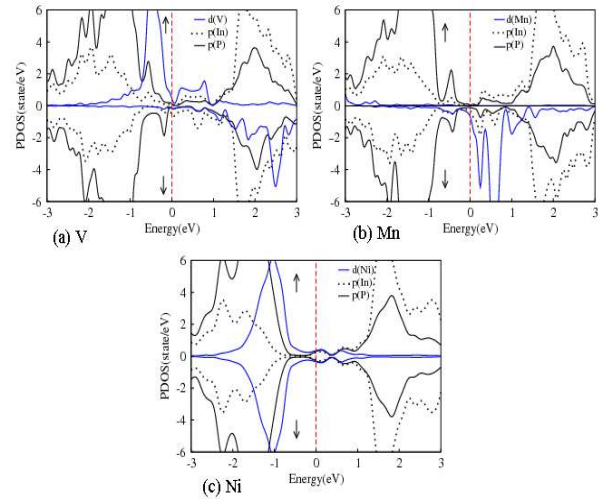 d(V)
p(In)
p(P)
PDOS(state/eV)
6
4
2
0
-2
-4
-6
-3 -2 -1 0 1 2 3
Energy(eV)
(a) V
d(Mn)
p(In)
p(P)
PDOS(state/eV)
6
4
2
0
-2
-4
-6
-3 -2 -1 0 1 2 3
Energy(eV)
(b) Mn
d(Ni)
p(In)
p(P)
PDOS(state/eV)
6
4
2
0
-2
-4
-6
-3 -2 -1 0 1 2 3
Energy(eV)
(c) Ni